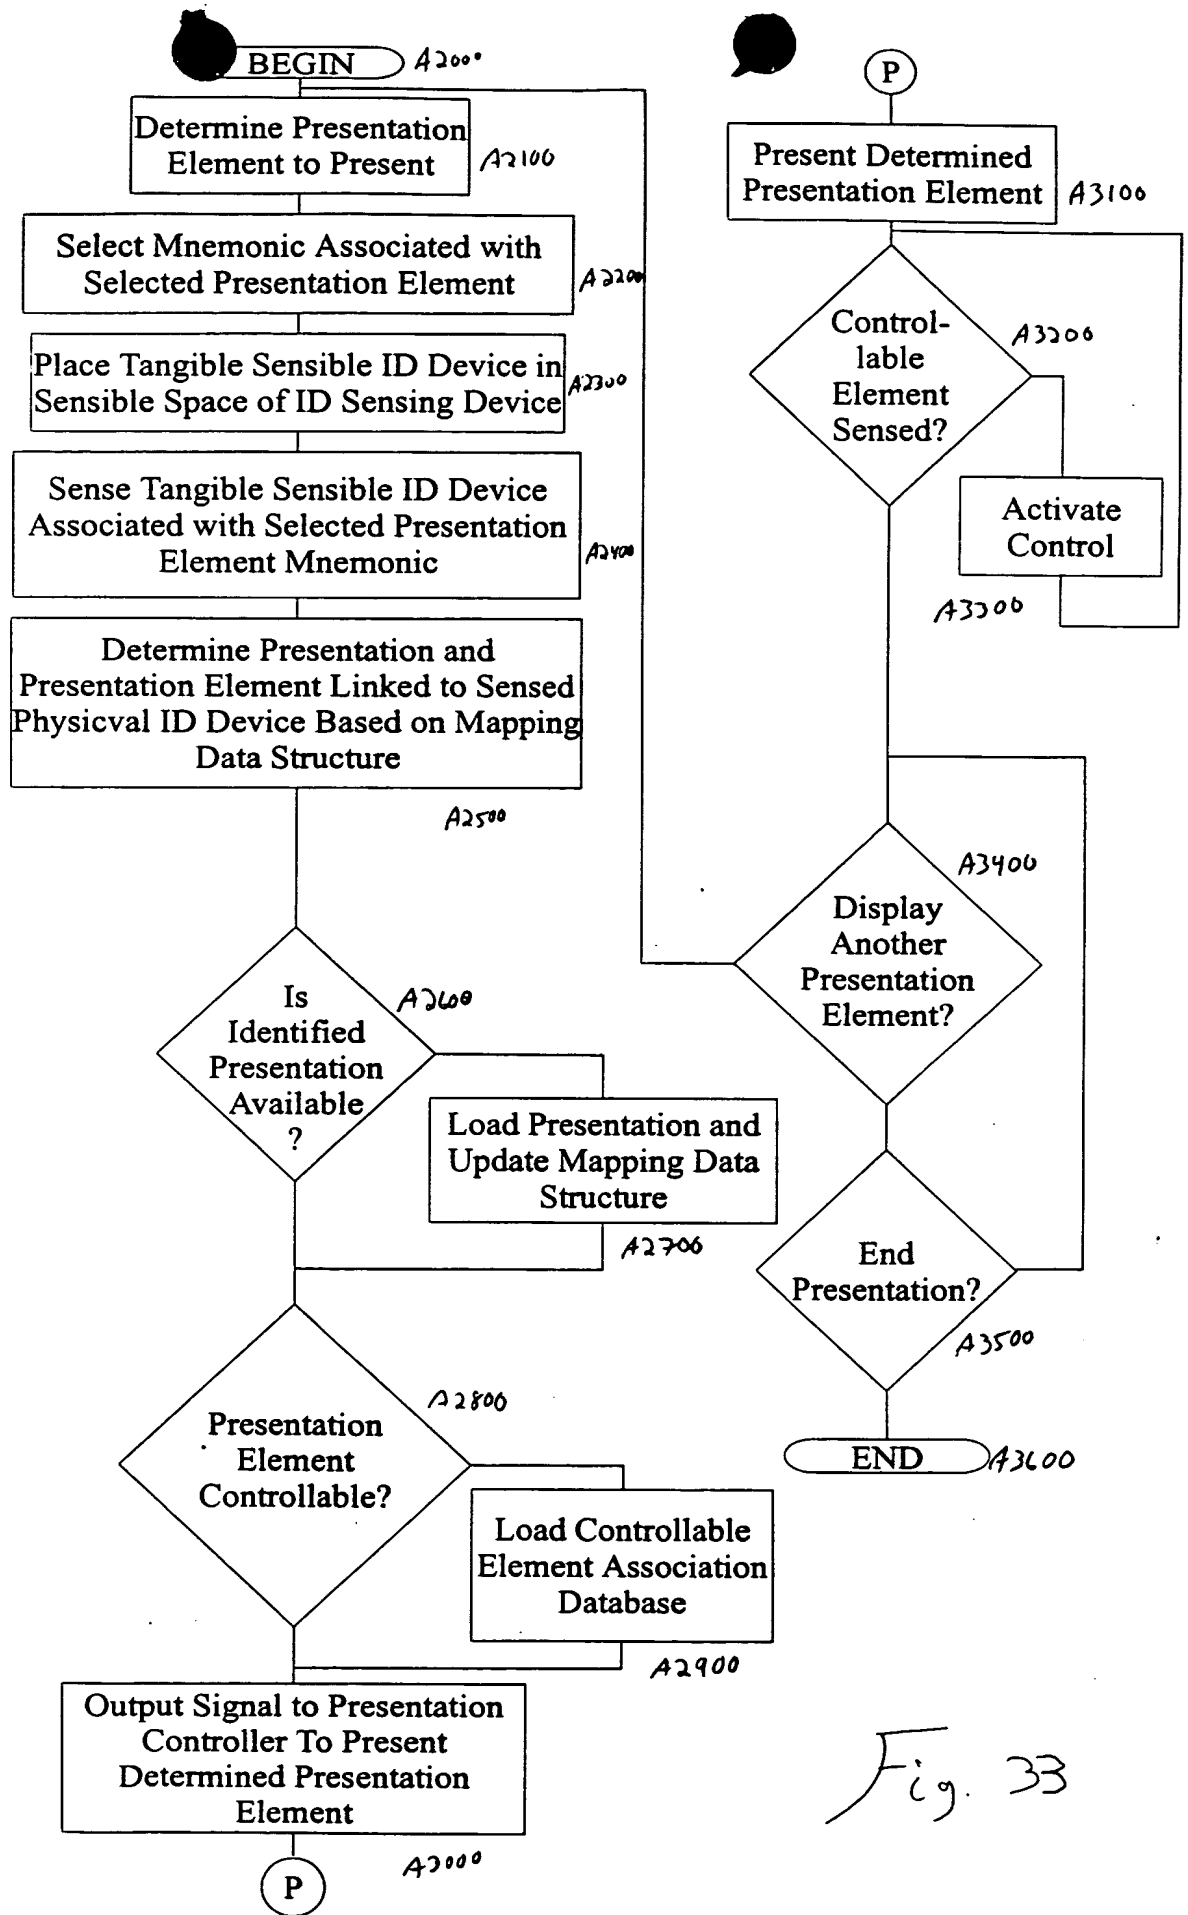 BEGIN
A2000
Determine Presentation
Element to Present
A2100
Select Mnemonic Associated with
Selected Presentation Element
A2200
Place Tangible Sensible ID Device in
Sensible Space of ID Sensing Device
A2300
Sense Tangible Sensible ID Device
Associated with Selected Presentation
Element Mnemonic
A2400
Determine Presentation and
Presentation Element Linked to Sensed
Physicval ID Device Based on Mapping
Data Structure
A2500
Is
Identified
Presentation
Available
?
A2600
Load Presentation and
Update Mapping Data
Structure
A2700
Presentation
Element
Controllable?
A2800
Load Controllable
Element Association
Database
A2900
Output Signal to Presentation
Controller To Present
Determined Presentation
Element
A3000
P
P
Present Determined
Presentation Element
A3100
Control-
lable
Element
Sensed?
A3200
Activate
Control
A3300
Display
Another
Presentation
Element?
A3400
End
Presentation?
A3500
END
A3600
Fig. 33